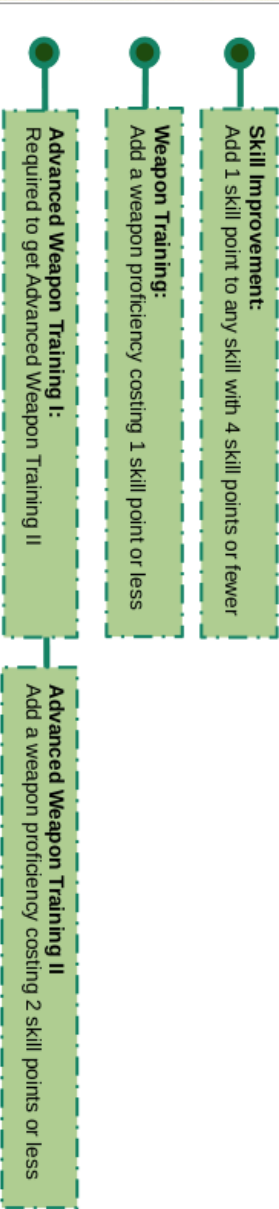 Skill Improvement:
Add 1 skill point to any skill with 4 skill points or fewer
Weapon Training:
Add a weapon proficiency costing 1 skill point or less
Advanced Weapon Training I:
Required to get Advanced Weapon Training II
Advanced Weapon Training II
Add a weapon proficiency costing 2 skill points or less